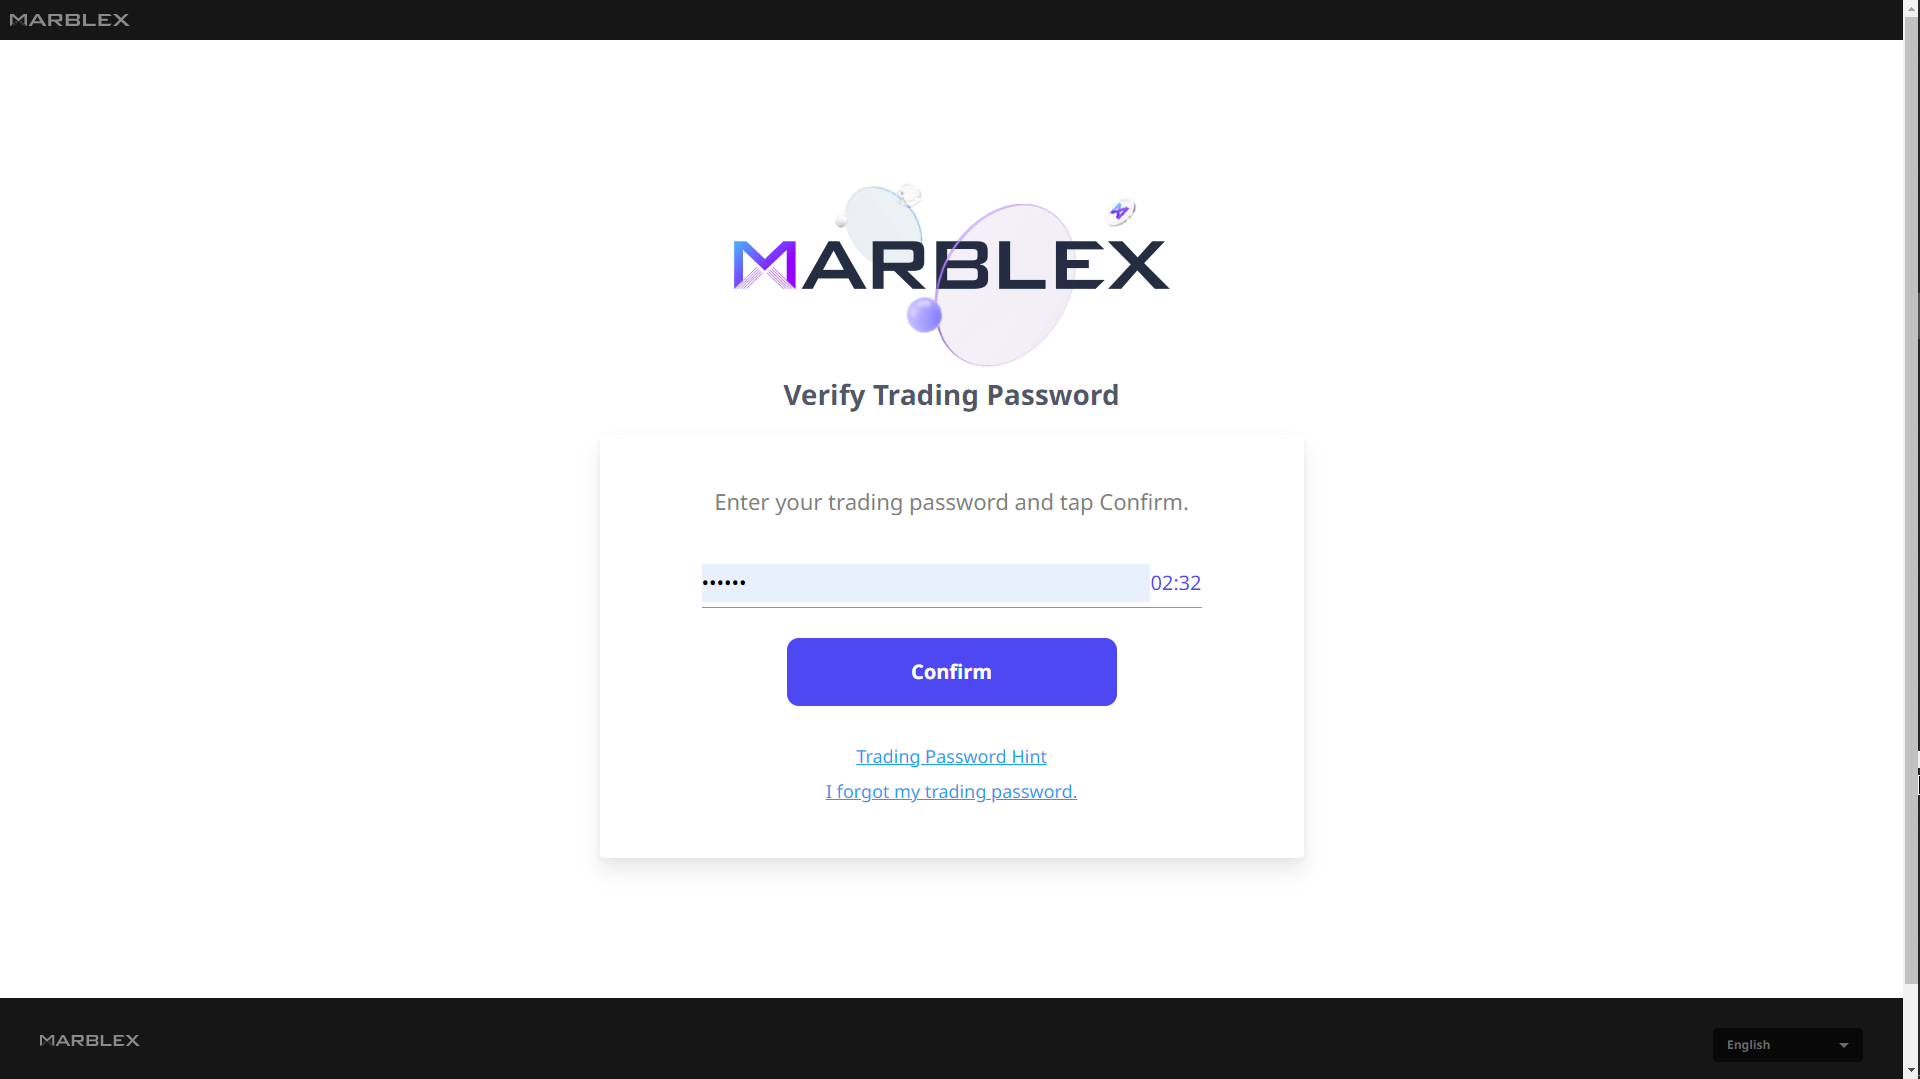 MARBLEX
MARBLEX
Verify Trading Password
Enter your trading password and tap Confirm.
••••••
02:32
Confirm
Trading Password Hint
I forgot my trading password.
MARBLEX
English